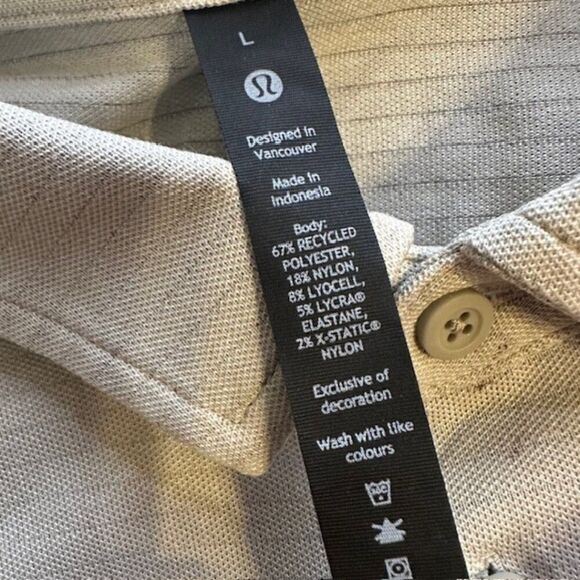 L
Designed in
Vancouver
Made in
Indonesia
Body:
67% RECYCLED
POLYESTER,
18% NYLON,
8% LYOCELL,
5% LYCRA®
ELASTANE,
2% X-STATIC®
NYLON
Exclusive of
decoration
Wash with like
colours
30C